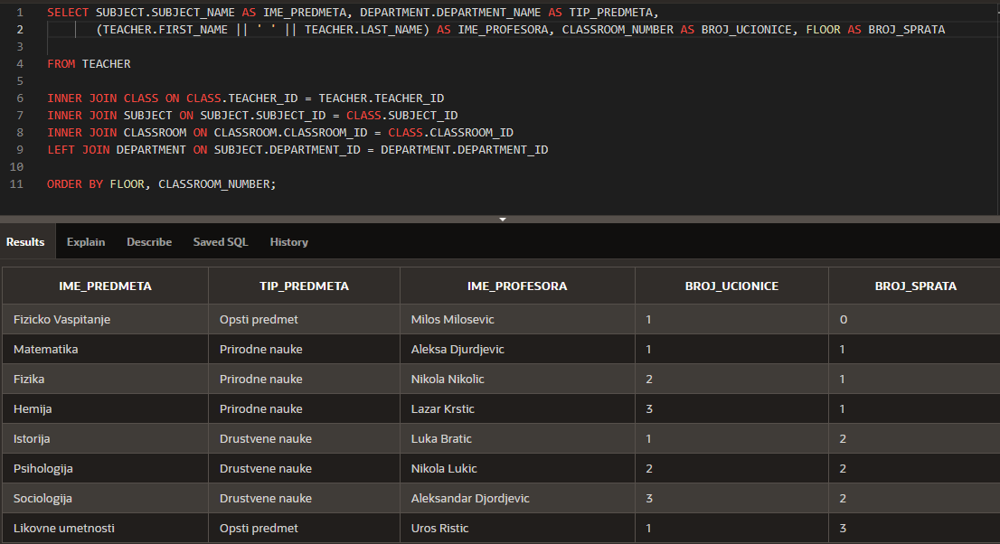 1 SELECT SUBJECT.SUBJECT_NAME AS IME_PREDMETA, DEPARTMENT.DEPARTMENT_NAME AS TIP_PREDMETA,
2 (TEACHER.FIRST_NAME || ' ' || TEACHER.LAST_NAME) AS IME_PROFESORA, CLASSROOM_NUMBER AS BROJ_UCIONICE, FLOOR AS BROJ_SPRATA
3
4 FROM TEACHER
5
6 INNER JOIN CLASS ON CLASS.TEACHER_ID = TEACHER.TEACHER_ID
7 INNER JOIN SUBJECT ON SUBJECT.SUBJECT_ID = CLASS.SUBJECT_ID
8 INNER JOIN CLASSROOM ON CLASSROOM.CLASSROOM_ID = CLASS.CLASSROOM_ID
9 LEFT JOIN DEPARTMENT ON SUBJECT.DEPARTMENT_ID = DEPARTMENT.DEPARTMENT_ID
10
11 ORDER BY FLOOR, CLASSROOM_NUMBER;
Results Explain Describe Saved SQL History
IME_PREDMETA TIP_PREDMETA IME_PROFESORA BROJ_UCIONICE BROJ_SPRATA
Fizicko Vaspitanje Opsti predmet Milos Milosevic 1 0
Matematika Prirodne nauke Aleksa Djurdjevic 1 1
Fizika Prirodne nauke Nikola Nikolic 2 1
Hemija Prirodne nauke Lazar Krstic 3 1
Istorija Drustvene nauke Luka Bratic 1 2
Psihologija Drustvene nauke Nikola Lukic 2 2
Sociologija Drustvene nauke Aleksandar Djordjevic 3 2
Likovne umetnosti Opsti predmet Uros Ristic 1 3